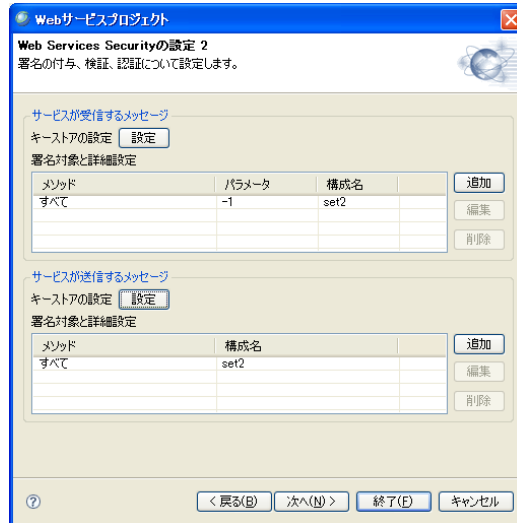 Webサービスプロジェクト
Web Services Securityの設定 2
署名の付与、検証、認証について設定します。
サービスが受信するメッセージ
キーストアの設定 設定
署名対象と詳細設定
メソッド パラメータ 構成名 追加
すべて -1 set2
編集
削除
サービスが送信するメッセージ
キーストアの設定 設定
署名対象と詳細設定
メソッド 構成名 追加
すべて set2
編集
削除
? < 戻る(B) 次へ(N) > 終了(F) キャンセル